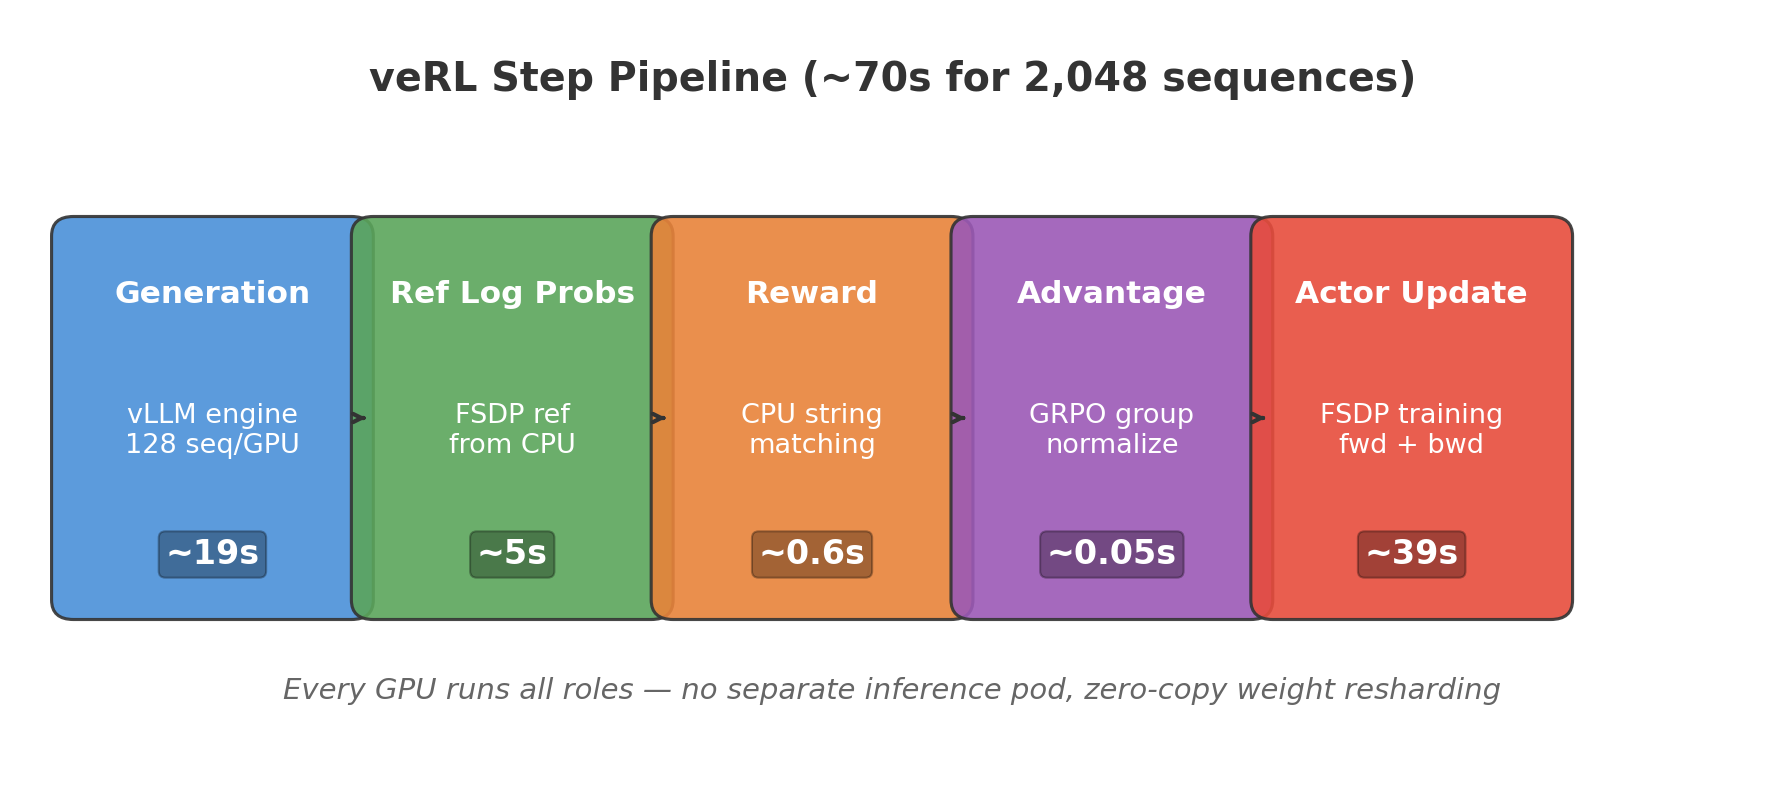 veRL Step Pipeline (~70s for 2,048 sequences)
Generation
vLLM engine
128 seq/GPU
~19s
Ref Log Probs
FSDP ref
from CPU
~5s
Reward
CPU string
matching
~0.6s
Advantage
GRPO group
normalize
~0.05s
Actor Update
FSDP training
fwd + bwd
~39s
Every GPU runs all roles — no separate inference pod, zero-copy weight resharding